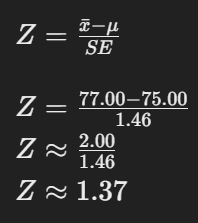 Z = x̄−μ / SE
Z = 77.00−75.00 / 1.46
Z ≈ 2.00 / 1.46
Z ≈ 1.37